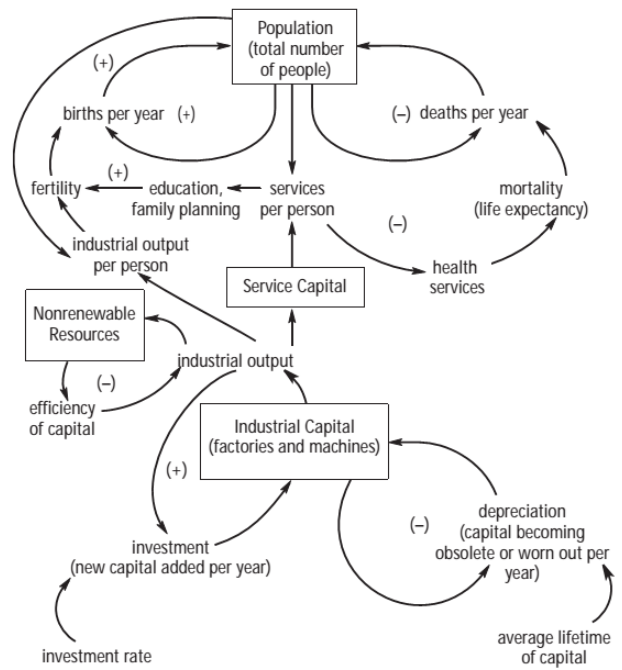 Population
(total number
of people)
(+)
births per year (+)
(–) deaths per year
(+)
fertility
education,
family planning
services
per person
mortality
(life expectancy)
(–)
industrial output
per person
health
services
Service Capital
Nonrenewable
Resources
industrial output
(–)
efficiency
of capital
Industrial Capital
(factories and machines)
(+)
depreciation
(capital becoming
obsolete or worn out per
year)
(–)
investment
(new capital added per year)
average lifetime
of capital
investment rate